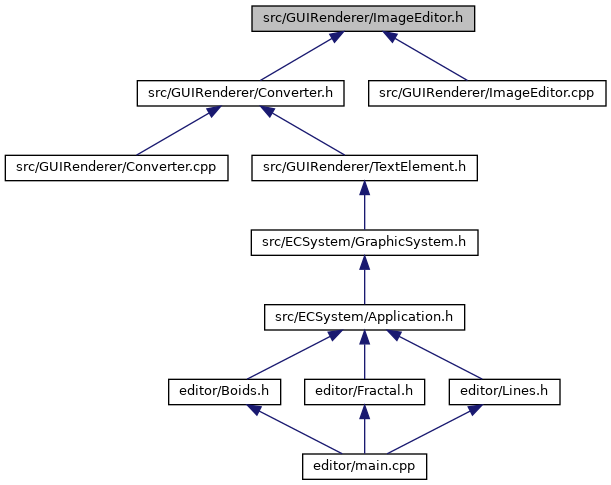 src/GUIRenderer/ImageEditor.h
src/GUIRenderer/Converter.h
src/GUIRenderer/ImageEditor.cpp
src/GUIRenderer/Converter.cpp
src/GUIRenderer/TextElement.h
src/ECSystem/GraphicSystem.h
src/ECSystem/Application.h
editor/Boids.h
editor/Fractal.h
editor/Lines.h
editor/main.cpp